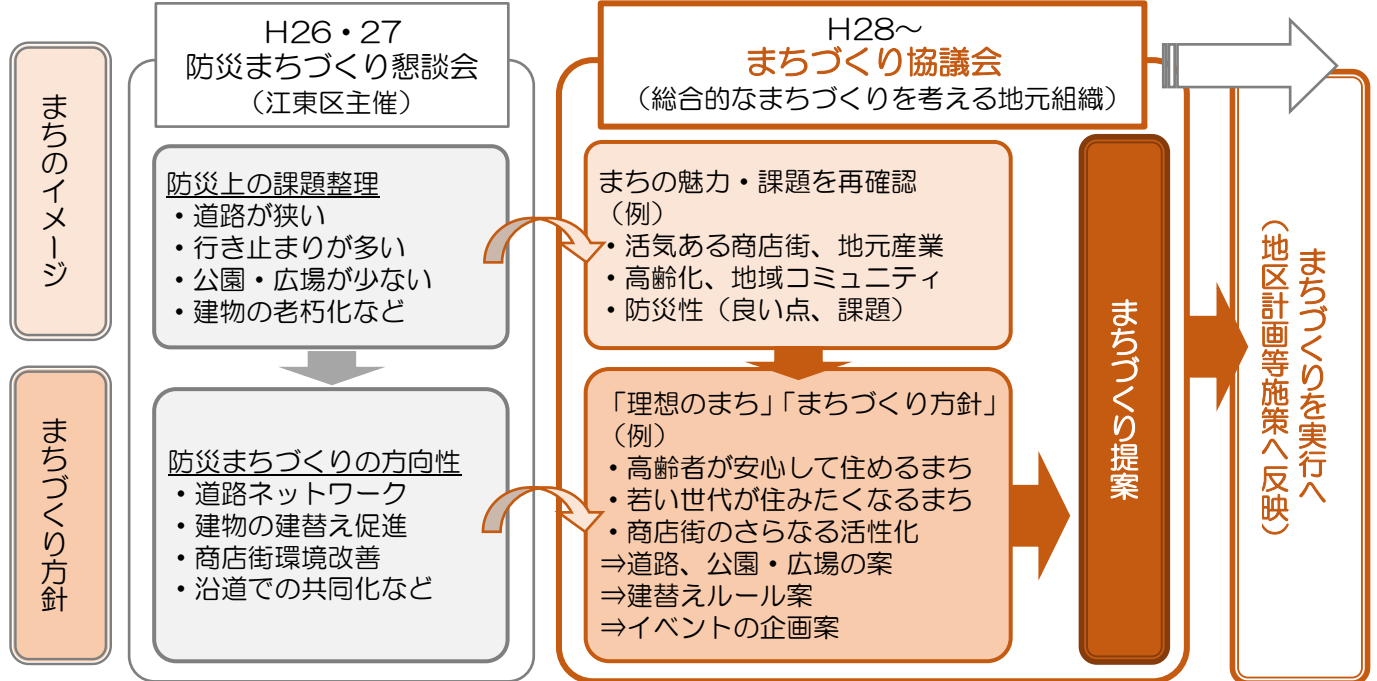 まちのイメージ
まちづくり方針
H26・27
防災まちづくり懇談会
（江東区主催）
防災上の課題整理
・道路が狭い
・行き止まりが多い
・公園・広場が少ない
・建物の老朽化など
防災まちづくりの方向性
・道路ネットワーク
・建物の建替え促進
・商店街環境改善
・沿道での共同化など
H28～
まちづくり協議会
（総合的なまちづくりを考える地元組織）
まちの魅力・課題を再確認
（例）
・活気ある商店街、地元産業
・高齢化、地域コミュニティ
・防災性（良い点、課題）
「理想のまち」「まちづくり方針」
（例）
・高齢者が安心して住めるまち
・若い世代が住みたくなるまち
・商店街のさらなる活性化
⇒道路、公園・広場の案
⇒建替えルール案
⇒イベントの企画案
まちづくり提案
まちづくりを実行へ
（地区計画等施策へ反映）